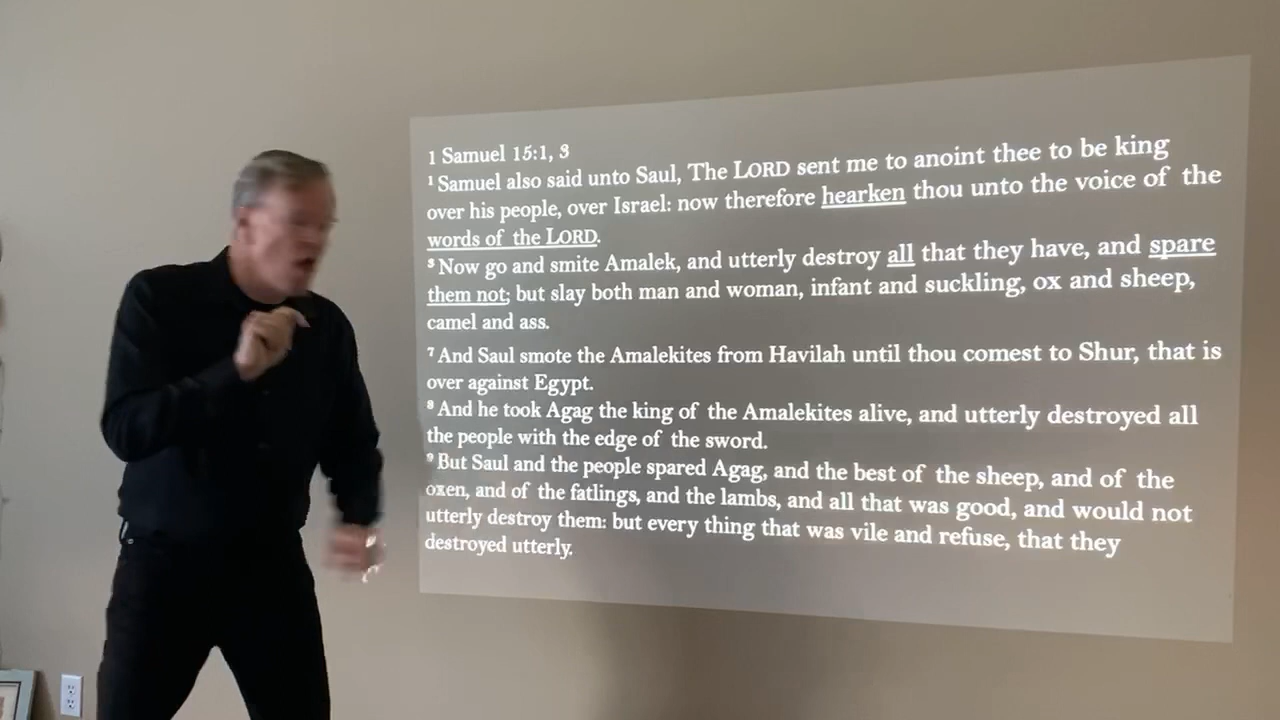 1 Samuel 15:1, 3
1 Samuel also said unto Saul, The LORD sent me to anoint thee to be king
over his people, over Israel: now therefore hearken thou unto the voice of the
words of the LORD.
3 Now go and smite Amalek, and utterly destroy all that they have, and spare
them not; but slay both man and woman, infant and suckling, ox and sheep,
camel and ass.
7 And Saul smote the Amalekites from Havilah until thou comest to Shur, that is
over against Egypt.
8 And he took Agag the king of the Amalekites alive, and utterly destroyed all
the people with the edge of the sword.
9 But Saul and the people spared Agag, and the best of the sheep, and of the
oxen, and of the fatlings, and the lambs, and all that was good, and would not
utterly destroy them: but every thing that was vile and refuse, that they
destroyed utterly.